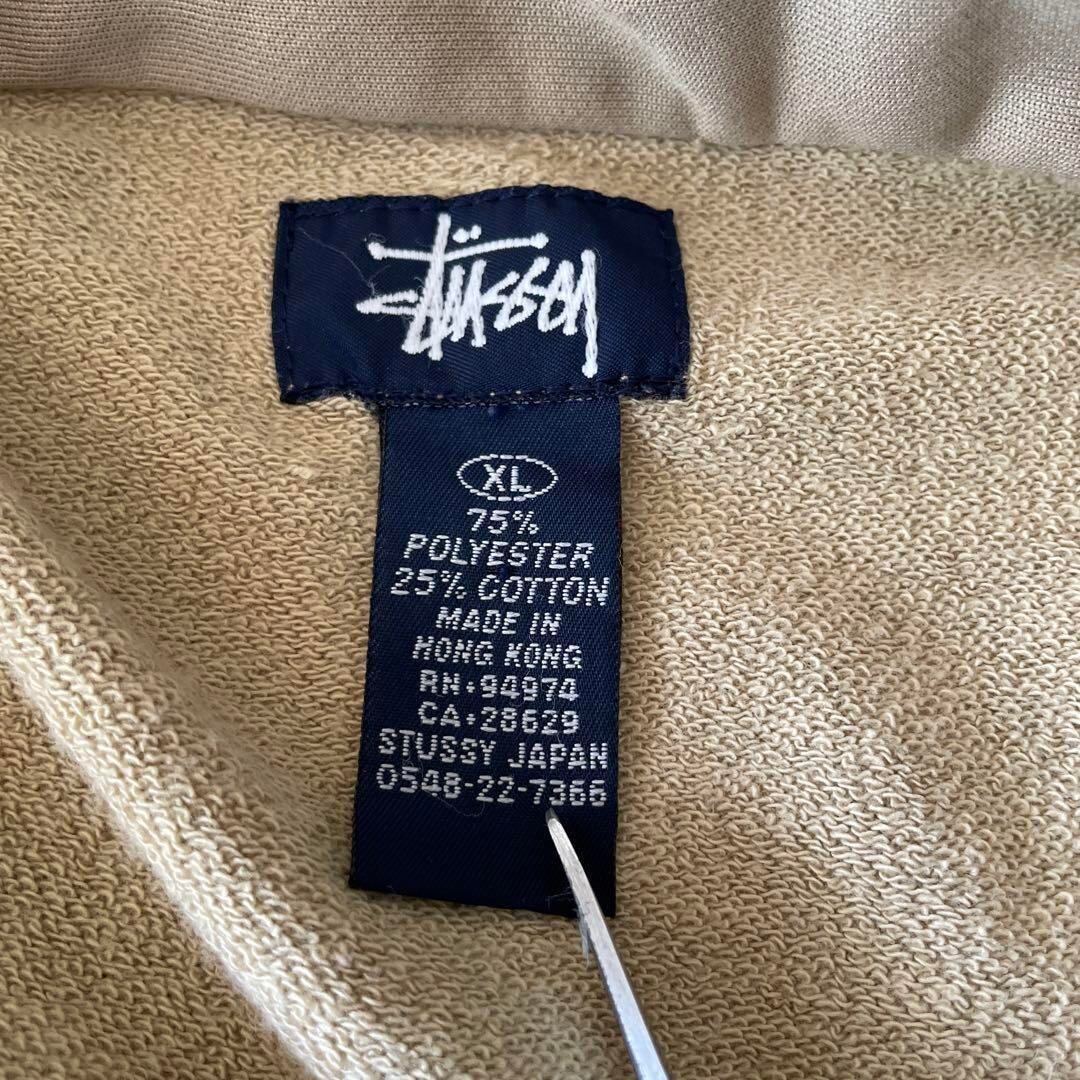 Stüssy
XL
75%
POLYESTER
25% COTTON
MADE IN
HONG KONG
RN•94974
CA•28629
STUSSY JAPAN
0548-22-7366